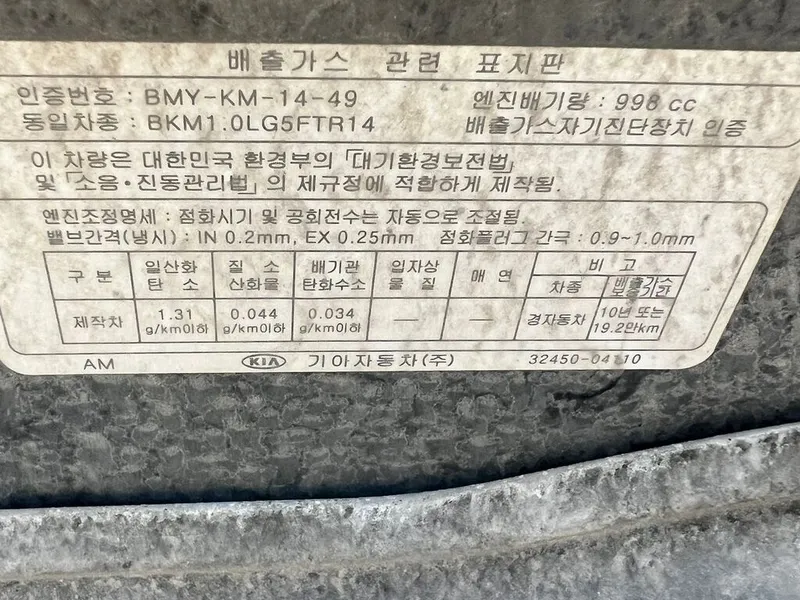 배출가스 관련 표지판
인증번호 : BMY-KM-14-49 엔진배기량 : 998 cc
동일차종 : BKM1.0LG5FTR14 배출가스자기진단장치 인증
이 차량은 대한민국 환경부의 「대기환경보전법」
및 「소음·진동관리법」의 제규정에 적합하게 제작됨.
엔진조정명세 : 점화시기 및 공회전수는 자동으로 조절됨.
밸브간격(냉시) : IN 0.2mm, EX 0.25mm 점화플러그 간극 : 0.9~1.0mm
구 분 일산화탄 소 질 소산화물 배기관탄화수소 입자상물 질 매 연 비 고
차종 배출가스보증기간
제작차 1.31 g/km이하 0.044 g/km이하 0.034 g/km이하 — — 경자동차 10년 또는 19.2만km
AM KIA 기아자동차(주) 32450-04110